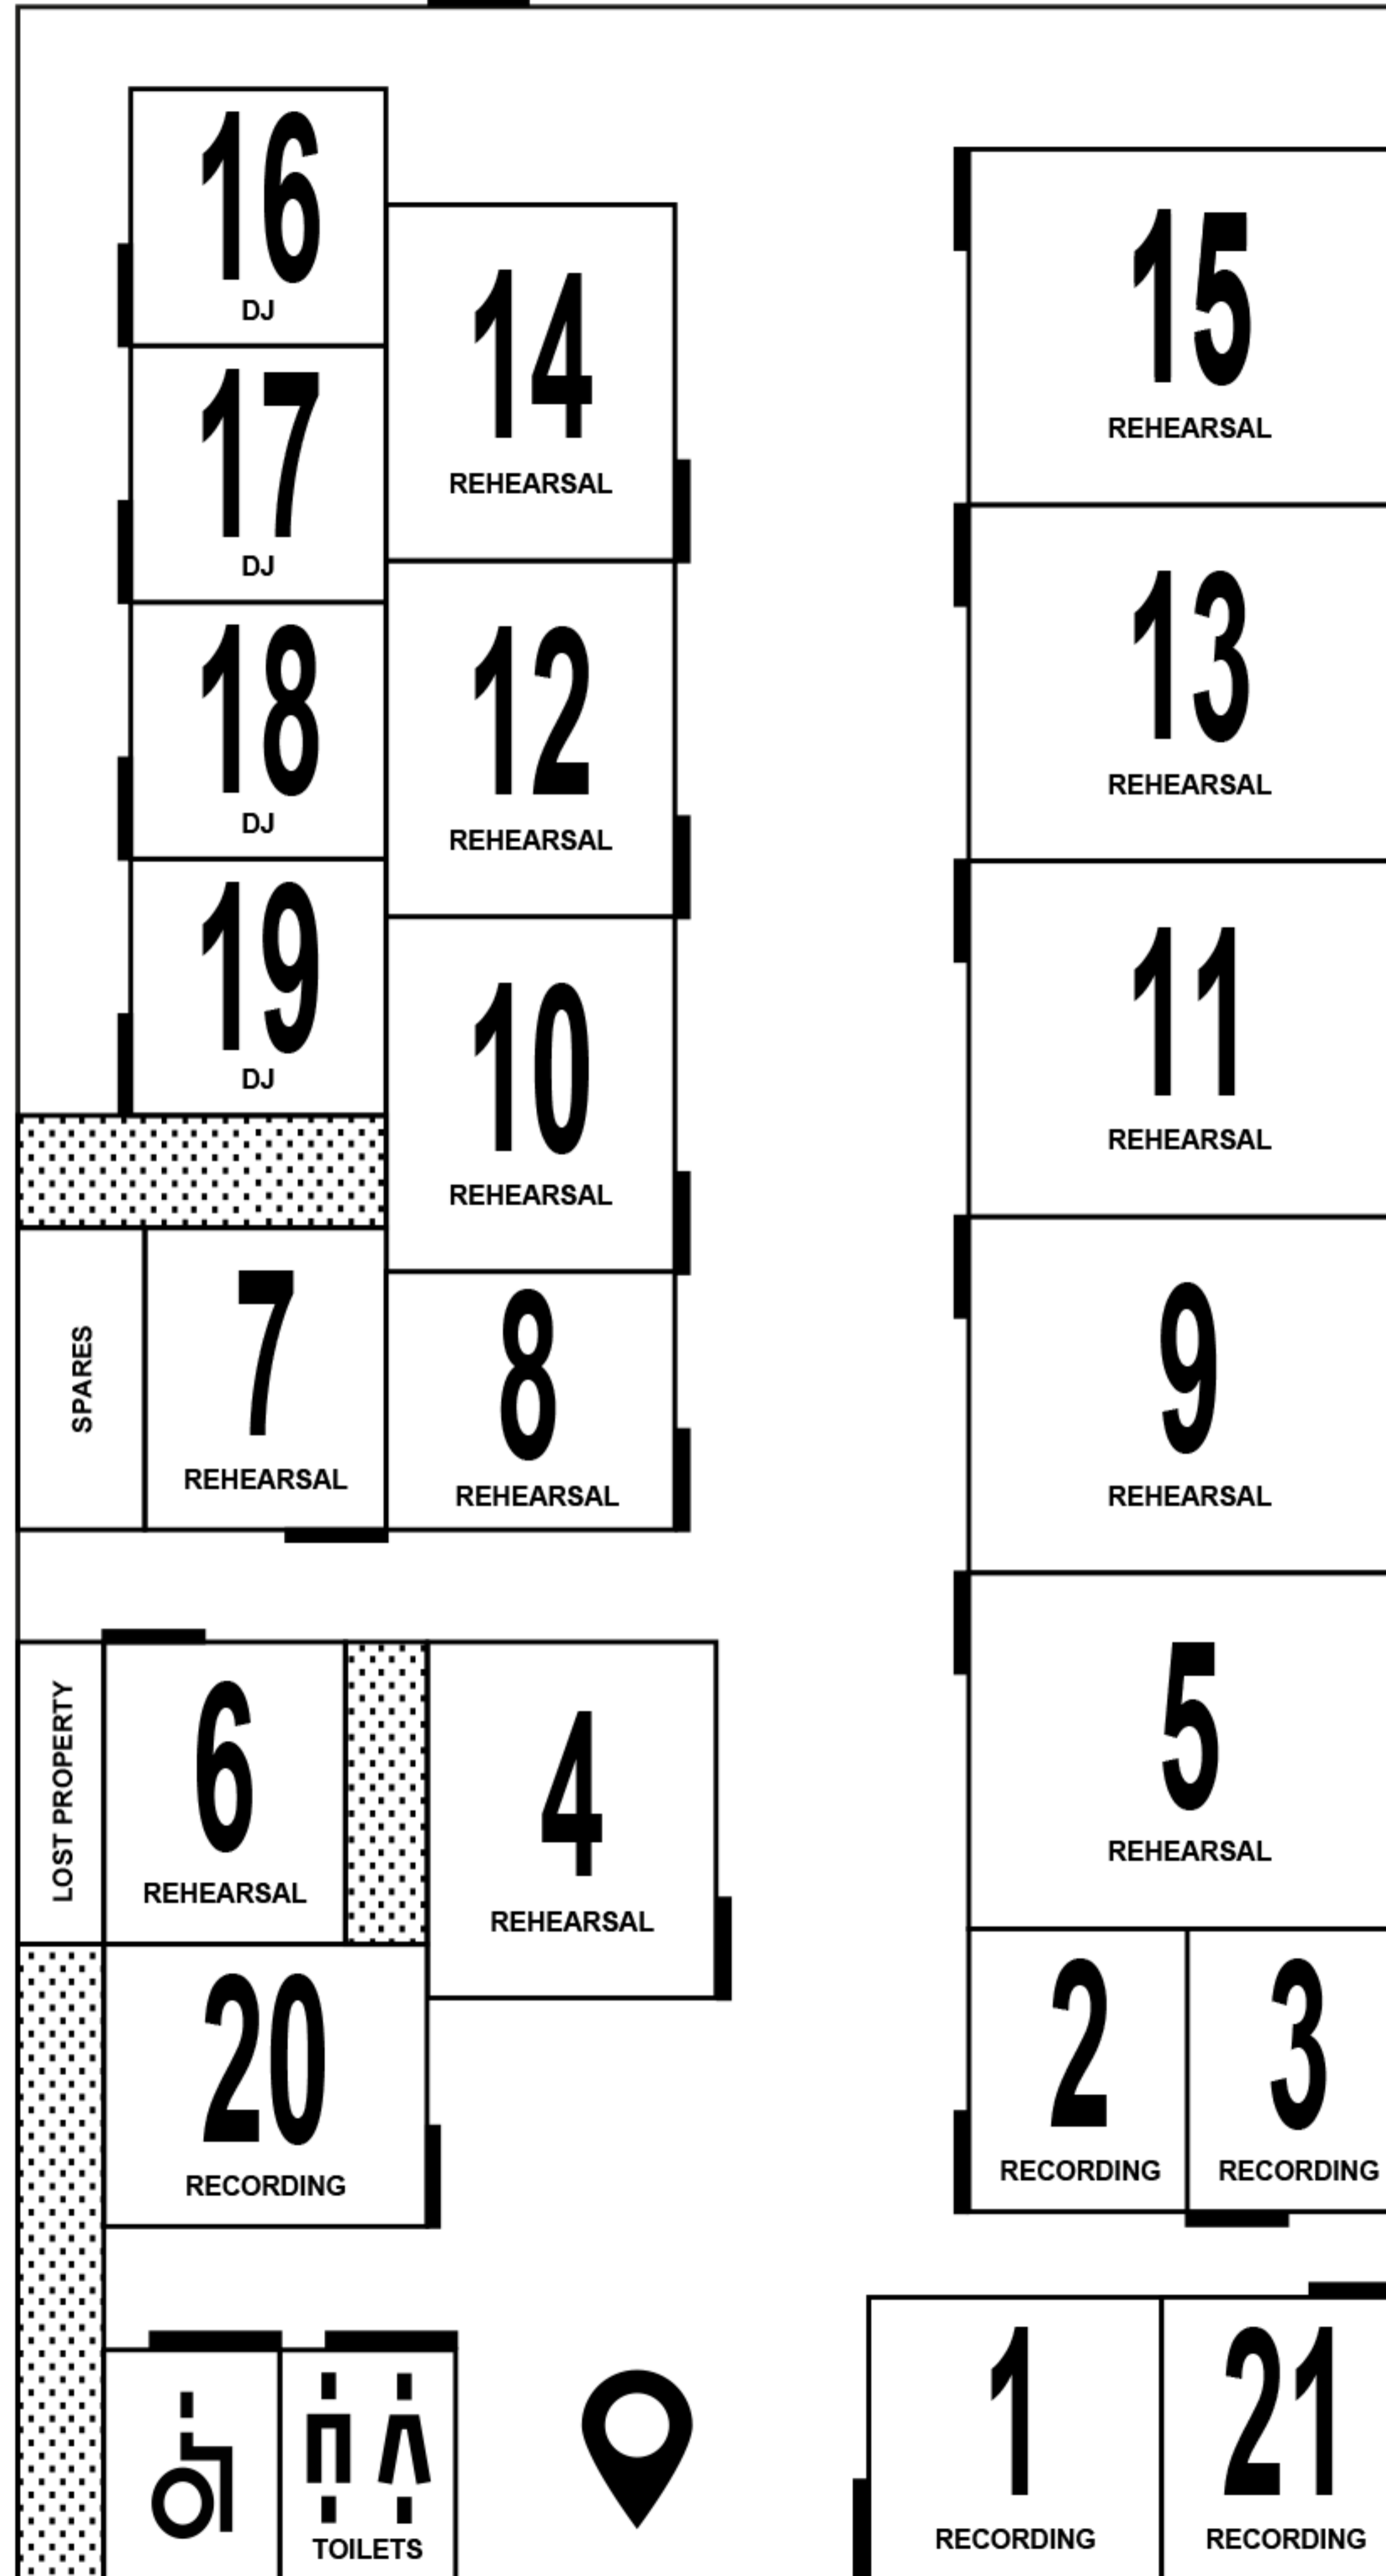 16
DJ
17
DJ
18
DJ
19
DJ
14
REHEARSAL
12
REHEARSAL
10
REHEARSAL
8
REHEARSAL
SPARES
7
REHEARSAL
15
REHEARSAL
13
REHEARSAL
11
REHEARSAL
9
REHEARSAL
5
REHEARSAL
LOST PROPERTY
6
REHEARSAL
4
REHEARSAL
20
RECORDING
2
RECORDING
3
RECORDING
TOILETS
1
RECORDING
21
RECORDING